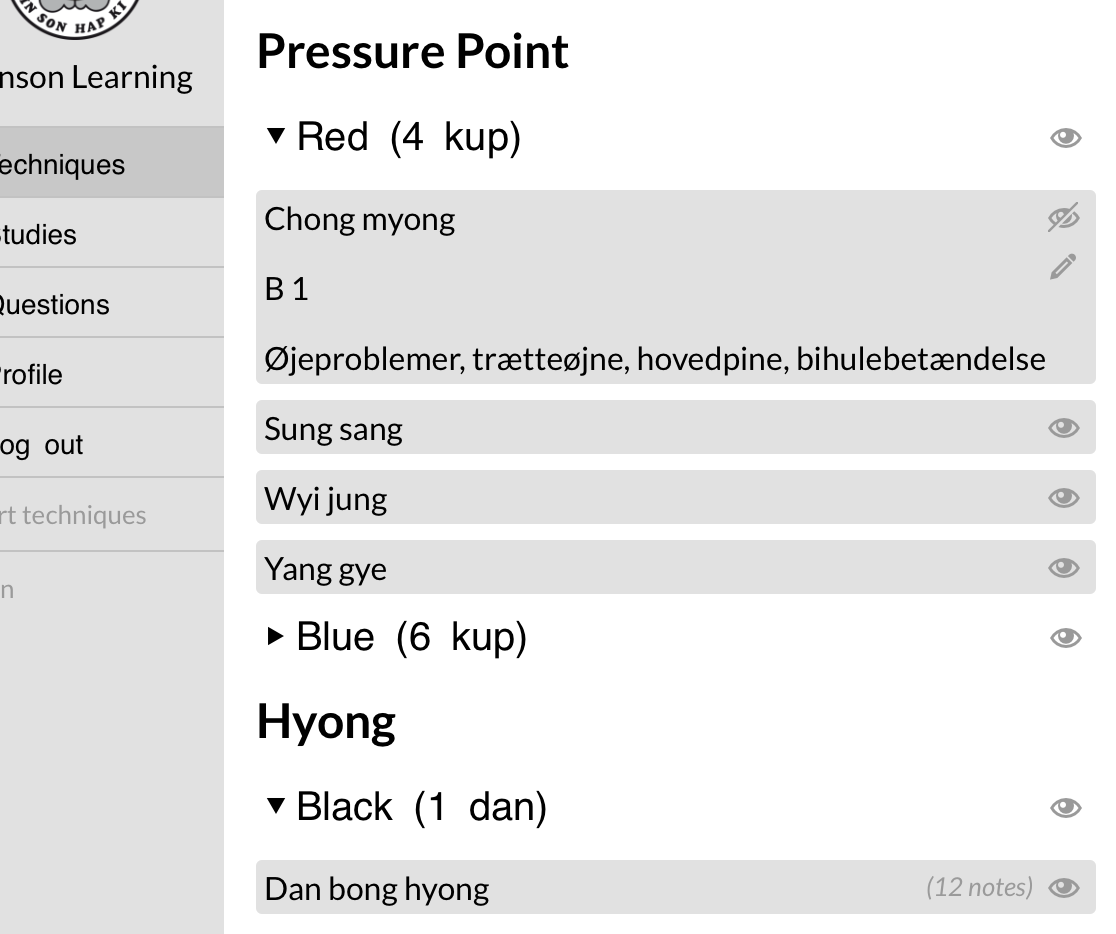 N SON HAP KI
nson Learning
echniques
tudies
Questions
rofile
og out
rt techniques
n
Pressure Point
Red (4 kup)
Chong myong
B 1
Øjeproblemer, trætteøjne, hovedpine, bihulebetændelse
Sung sang
Wyi jung
Yang gye
Blue (6 kup)
Hyong
Black (1 dan)
Dan bong hyong
(12 notes)